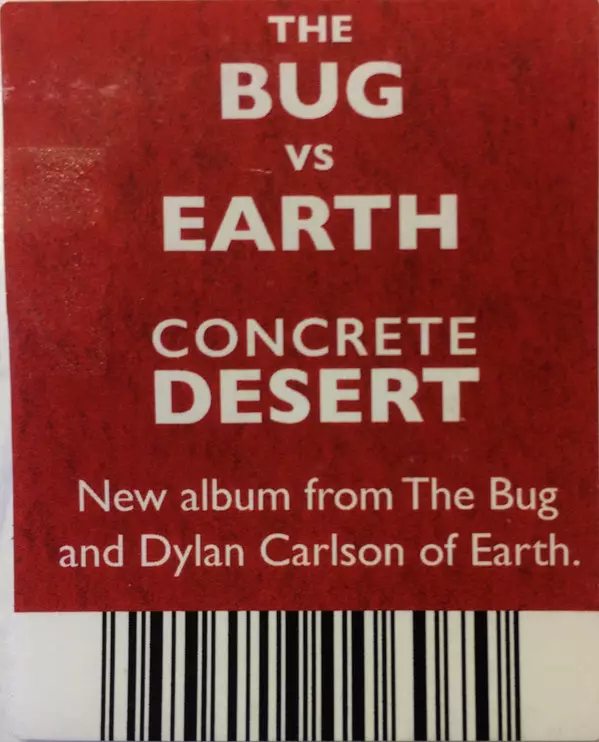 THE
BUG
VS
EARTH
CONCRETE
DESERT
New album from The Bug
and Dylan Carlson of Earth.